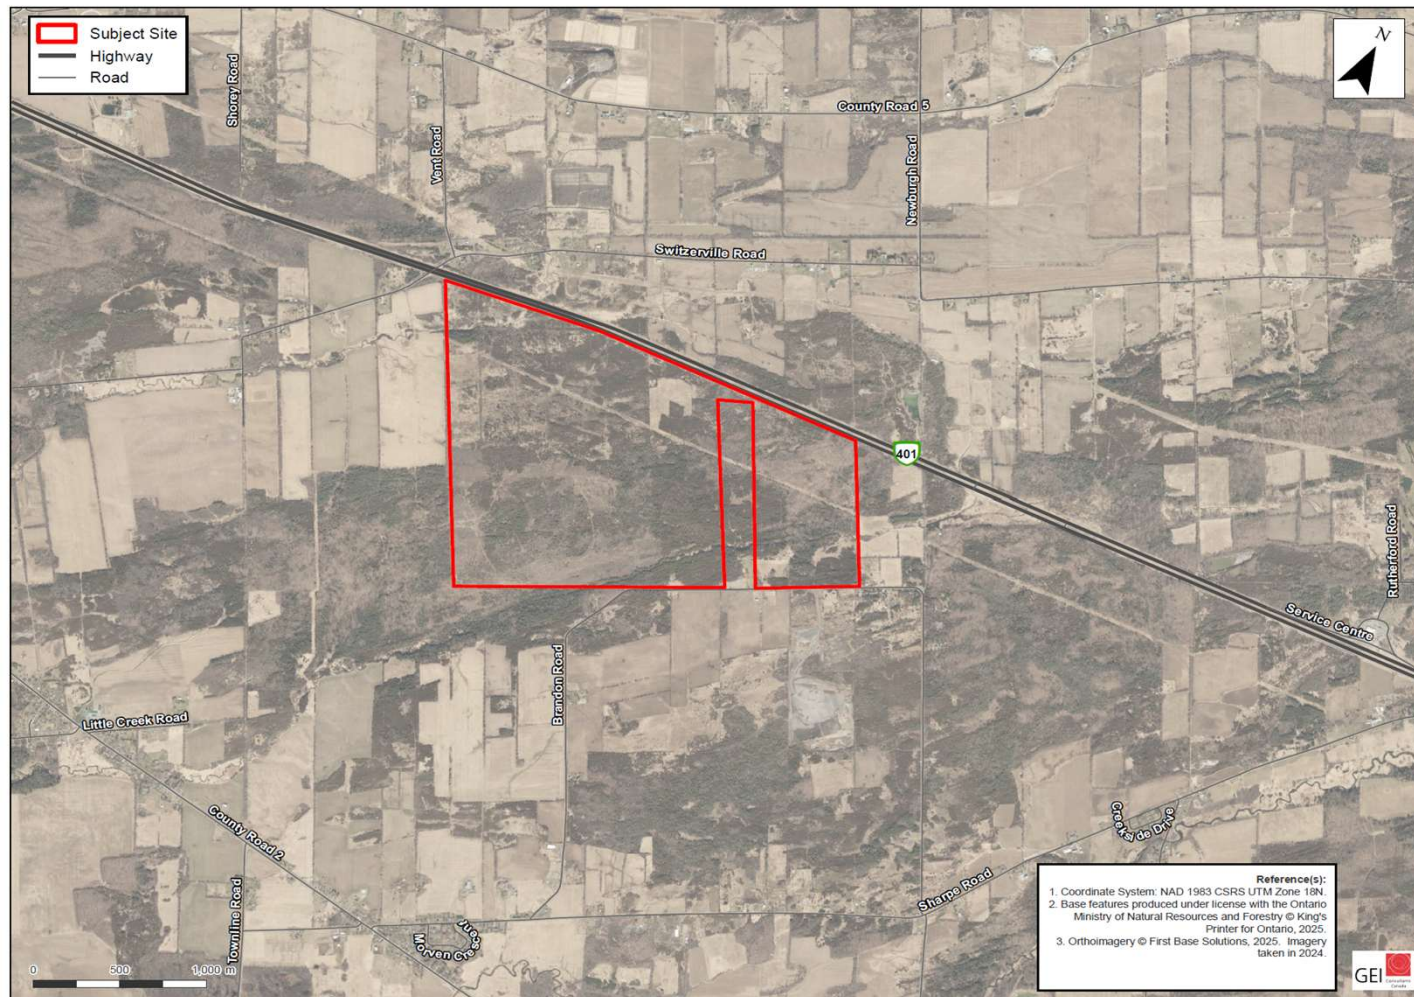 Subject Site
Highway
Road
N
Shorey Road
Vent Road
County Road 5
Newburgh Road
Switzerville Road
401
Rutherford Road
Service Centre
Brandon Road
Little Creek Road
County Road 2
Creekside Drive
Sharpe Road
Townline Road
Morven Crescent
Reference(s):
1. Coordinate System: NAD 1983 CSRS UTM Zone 18N.
2. Base features produced under license with the Ontario
Ministry of Natural Resources and Forestry © King's
Printer for Ontario, 2025.
3. Orthoimagery © First Base Solutions, 2025. Imagery
taken in 2024.
0 500 1,000 m
GEI Consultants
Canada